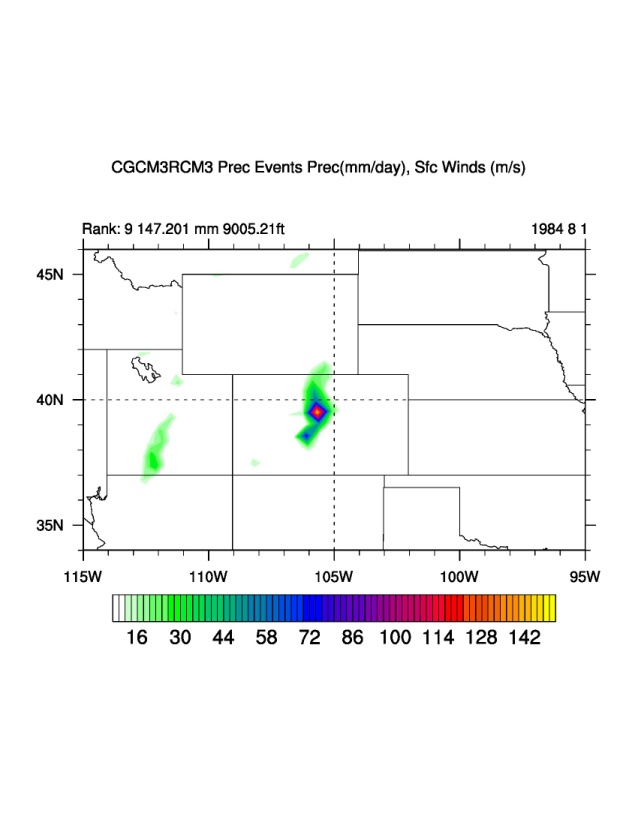 CGCM3RCM3 Prec Events Prec(mm/day), Sfc Winds (m/s)
Rank: 9 147.201 mm 9005.21ft 1984 8 1
45N
40N
35N
115W 110W 105W 100W 95W
16 30 44 58 72 86 100 114 128 142